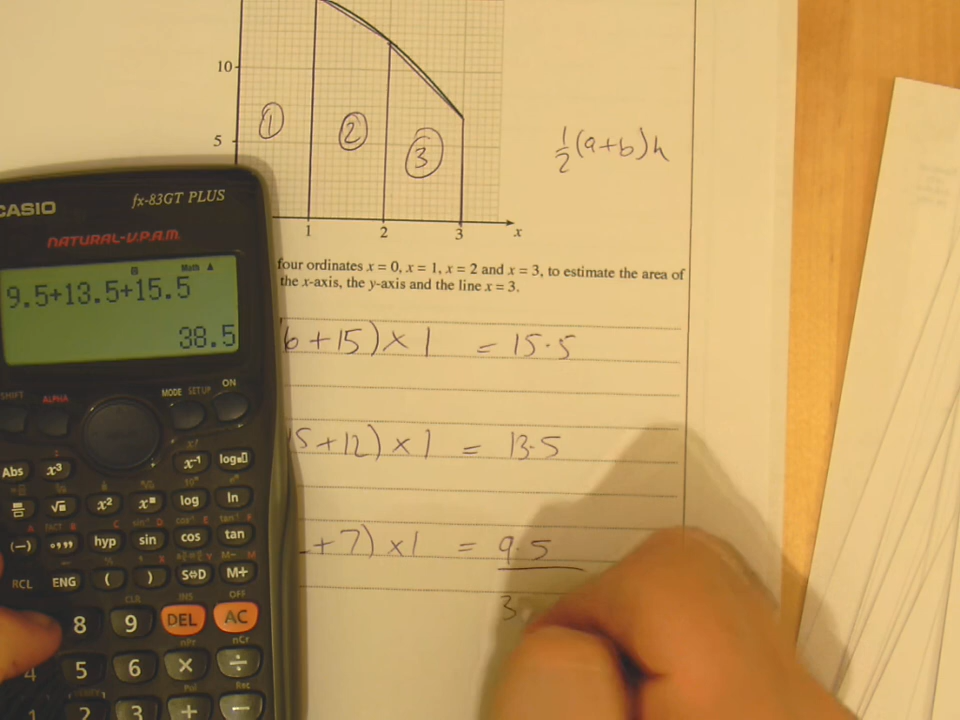 10
5
① ② ③
1/2(a+b)h
1 2 3 x
four ordinates x = 0, x = 1, x = 2 and x = 3, to estimate the area of
the x-axis, the y-axis and the line x = 3.
6 + 15) × 1 = 15.5
15 + 12) × 1 = 13.5
+ 7) × 1 = 9.5
3
CASIO fx-83GT PLUS
NATURAL-V.P.A.M.
Math ▲
9.5+13.5+15.5
38.5
SHIFT ALPHA MODE SETUP ON
Abs x³ x⁻¹ log
√ x² log ln
(−) hyp sin cos tan
RCL ENG ( ) S⇔D M+
8 9 DEL AC
4 5 6 × ÷
1 2 3 + −